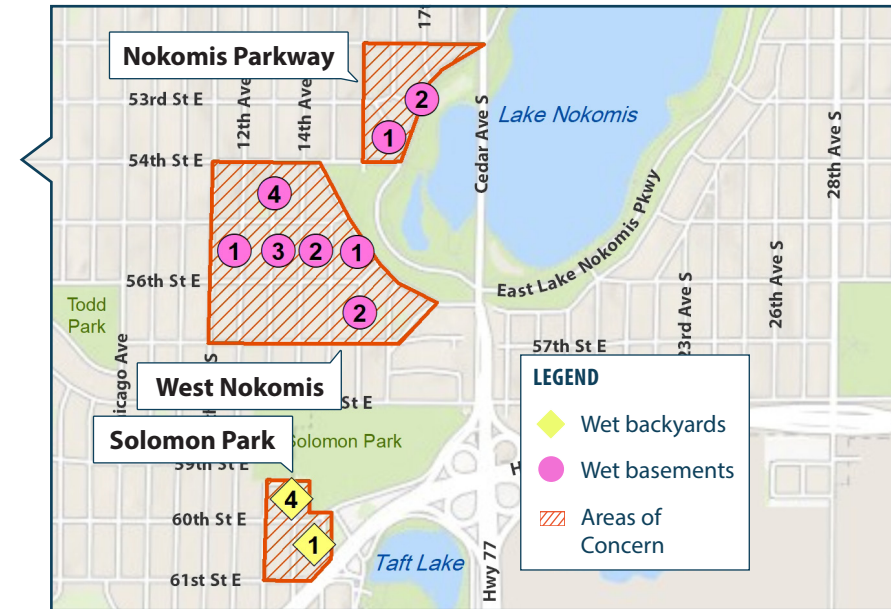 17
Nokomis Parkway
2
53rd St E
12th Ave
14th Ave
1
Lake Nokomis
54th St E
Cedar Ave S
28th Ave S
4
1
3
2
1
56th St E
East Lake Nokomis Pkwy
2
Todd
Park
23rd Ave S
26th Ave S
57th St E
West Nokomis
St E
LEGEND
Wet backyards
Wet basements
Areas of
Concern
Solomon Park
Solomon Park
59th St E
4
60th St E
1
Taft Lake
61st St E
Hwy 77